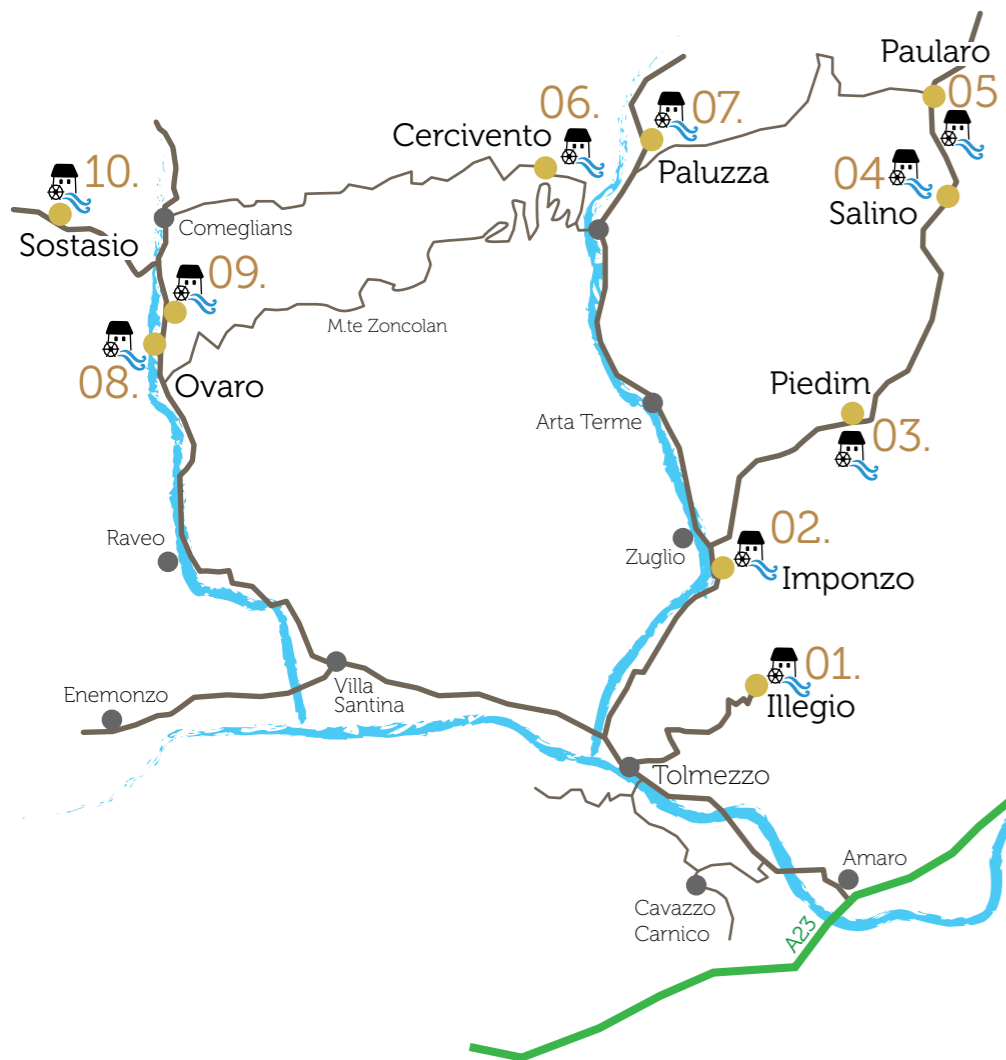 Paularo
05
06.
07.
Cercivento
Paluzza
04
Salino
10.
Sostasio
Comeglians
09.
M.te Zoncolan
08.
Ovaro
Piedim
03.
Arta Terme
Raveo
Zuglio
02.
Imponzo
01.
Illegio
Enemonzo
Villa
Santina
Tolmezzo
Amaro
Cavazzo
Carnico
A23